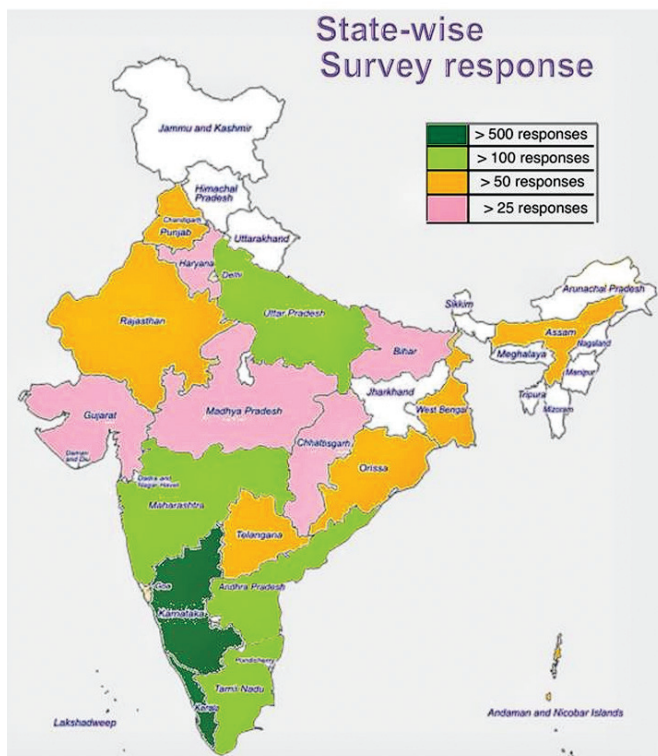 State-wise
Survey response
> 500 responses
> 100 responses
> 50 responses
> 25 responses
Jammu and Kashmir
Himachal
Pradesh
Chandigarh
Punjab
Uttarakhand
Haryana
Delhi
Arunachal Pradesh
Sikkim
Rajasthan
Uttar Pradesh
Assam
Nagaland
Bihar
Meghalaya
Manipur
Jharkhand
Tripura
Mizoram
Gujarat
Madhya Pradesh
West Bengal
Chhattisgarh
Daman
and Diu
Orissa
Dadra and
Nagar Haveli
Maharashtra
Telangana
Goa
Andhra Pradesh
Karnataka
Pondicherry
Tamil Nadu
Kerala
Lakshadweep
Andaman and Nicobar Islands